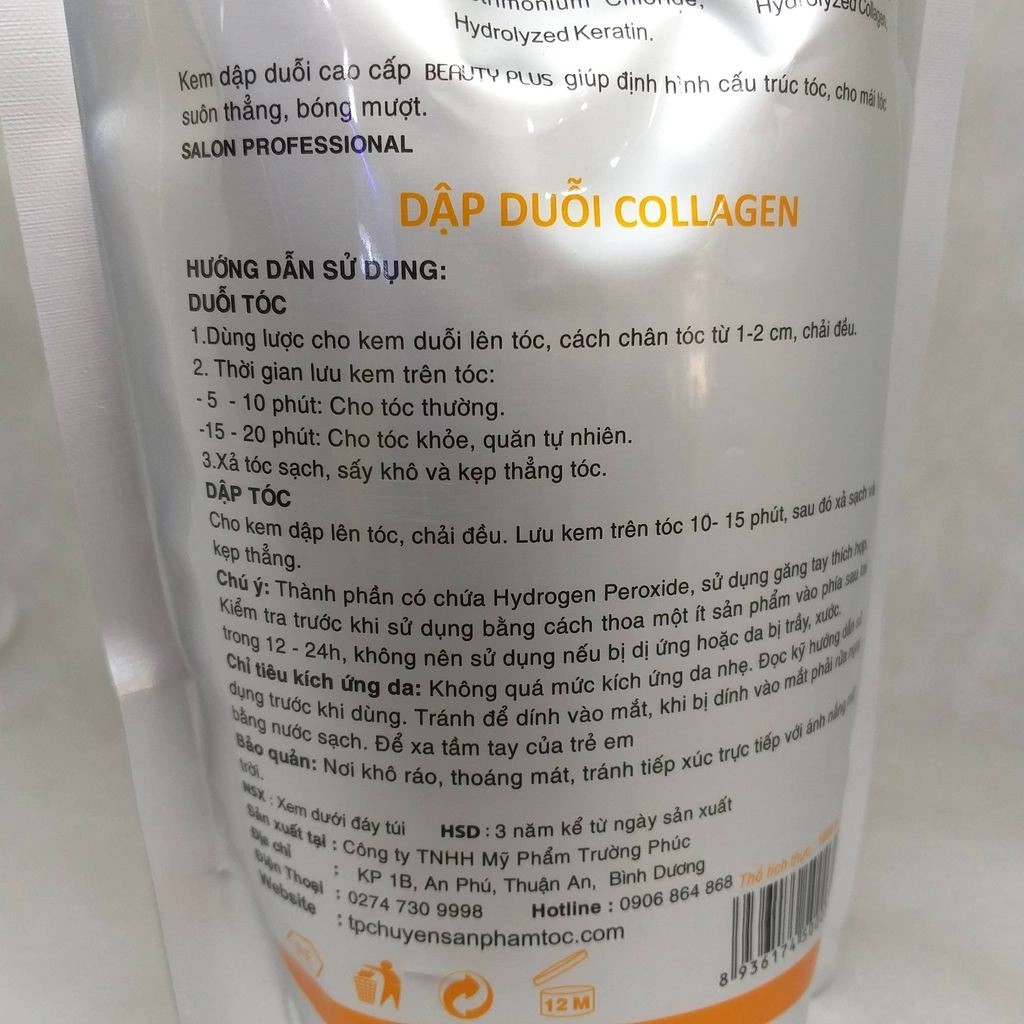 Chloride, Hydrolyzed Collagen,
Hydrolyzed Keratin.
Kem dập duỗi cao cấp BEAUTY PLUS giúp định hình cấu trúc tóc, cho mái tóc
suôn thẳng, bóng mượt.
SALON PROFESSIONAL
DẬP DUỖI COLLAGEN
HƯỚNG DẪN SỬ DỤNG:
DUỖI TÓC
1.Dùng lược cho kem duỗi lên tóc, cách chân tóc từ 1-2 cm, chải đều.
2. Thời gian lưu kem trên tóc:
- 5 - 10 phút: Cho tóc thường.
-15 - 20 phút: Cho tóc khỏe, quăn tự nhiên.
3.Xả tóc sạch, sấy khô và kẹp thẳng tóc.
DẬP TÓC
Cho kem dập lên tóc, chải đều. Lưu kem trên tóc 10- 15 phút, sau đó xả sạch và
kẹp thẳng.
Chú ý: Thành phần có chứa Hydrogen Peroxide, sử dụng găng tay thích hợp.
Kiểm tra trước khi sử dụng bằng cách thoa một ít sản phẩm vào phía sau tai
trong 12 - 24h, không nên sử dụng nếu bị dị ứng hoặc da bị trầy, xước.
Chỉ tiêu kích ứng da: Không quá mức kích ứng da nhẹ. Đọc kỹ hướng dẫn sử
dụng trước khi dùng. Tránh để dính vào mắt, khi bị dính vào mắt phải rửa ngay
bằng nước sạch. Để xa tầm tay của trẻ em
Bảo quản: Nơi khô ráo, thoáng mát, tránh tiếp xúc trực tiếp với ánh nắng mặt
trời.
NSX : Xem dưới đáy túi HSD : 3 năm kể từ ngày sản xuất
Sản xuất tại : Công ty TNHH Mỹ Phẩm Trường Phúc
Địa chỉ : KP 1B, An Phú, Thuận An, Bình Dương
Điện Thoại : 0274 730 9998 Hotline : 0906 864 868
Website : tpchuyensanphamtoc.com
Thể tích thực
8 936174
12 M